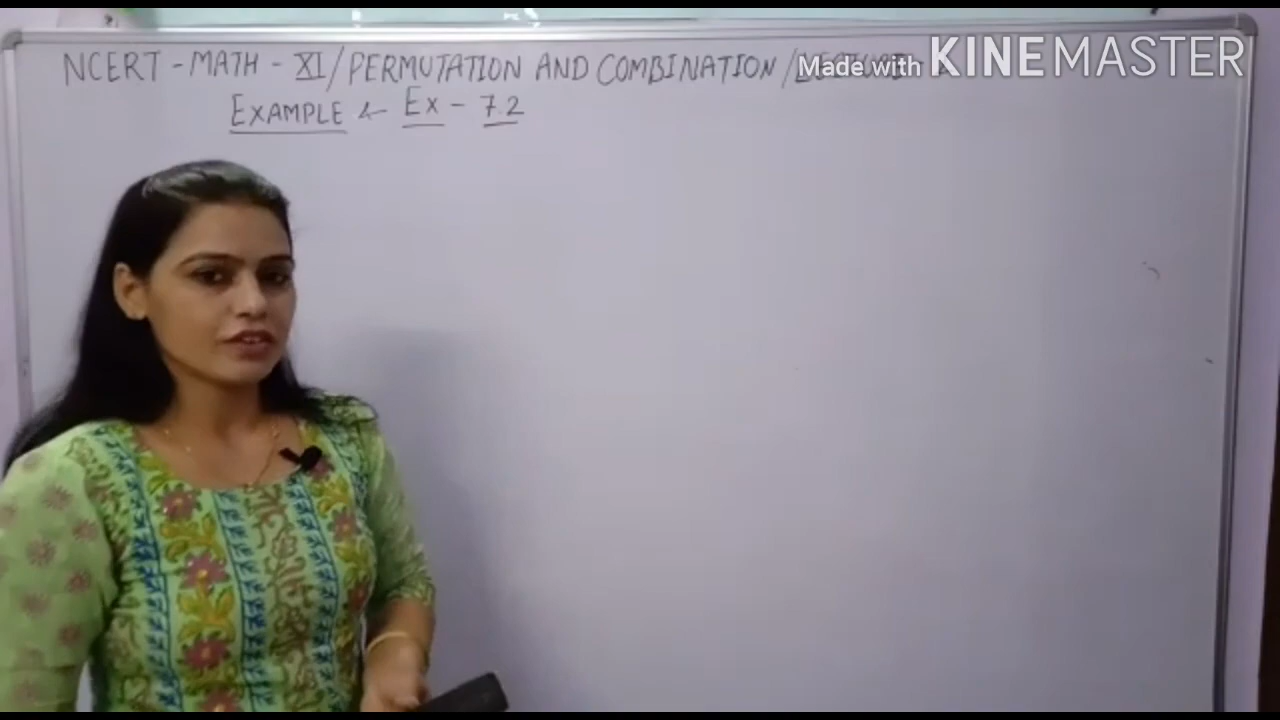 NCERT - MATH - XI / PERMUTATION AND COMBINATION /
Made with KINEMASTER
EXAMPLE ← Ex - 7.2